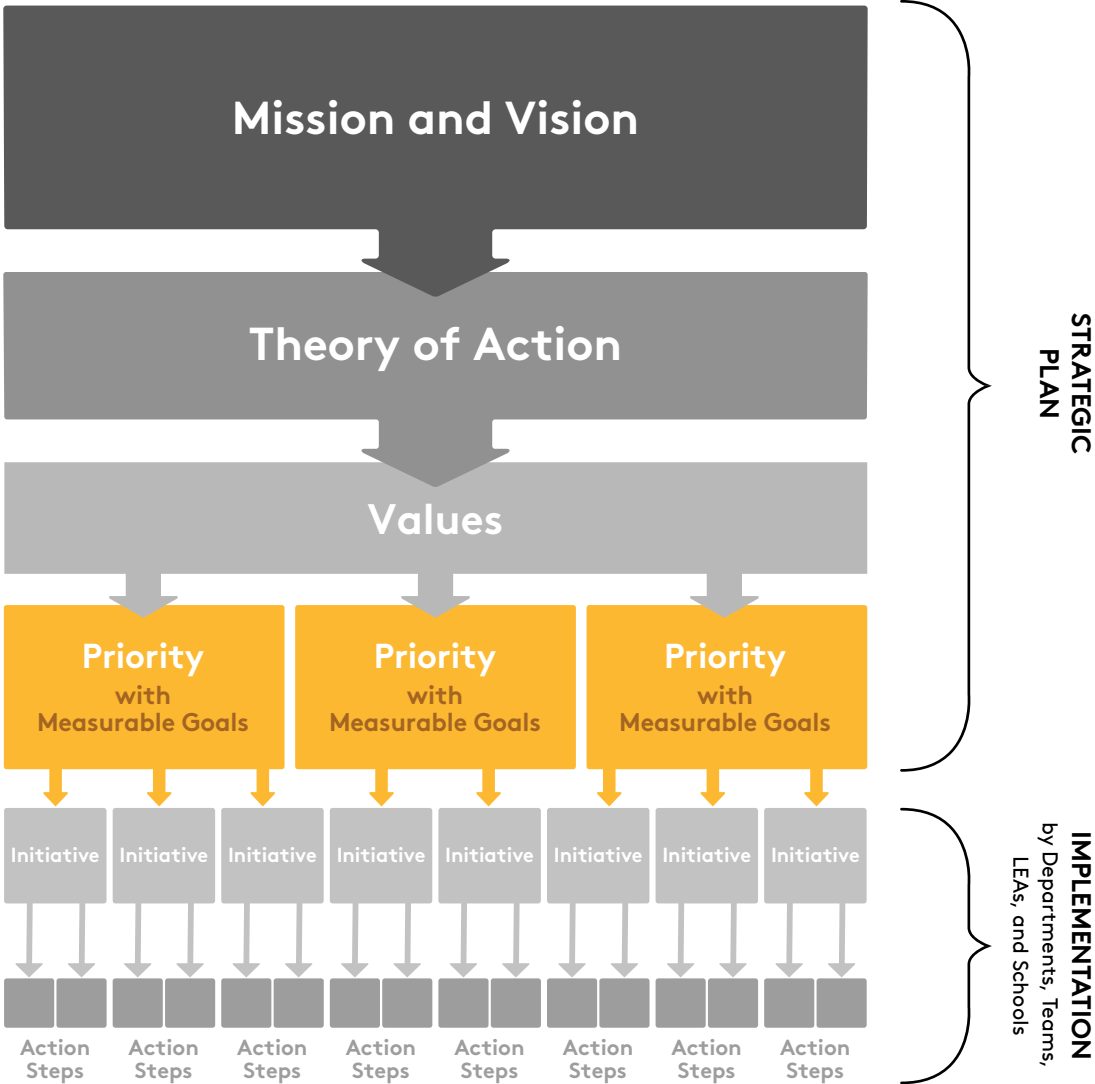 Mission and Vision
Theory of Action
Values
Priority
with
Measurable Goals
Priority
with
Measurable Goals
Priority
with
Measurable Goals
Initiative
Initiative
Initiative
Initiative
Initiative
Initiative
Initiative
Initiative
Action
Steps
Action
Steps
Action
Steps
Action
Steps
Action
Steps
Action
Steps
Action
Steps
Action
Steps
STRATEGIC
PLAN
IMPLEMENTATION
by Departments, Teams,
LEAs, and Schools